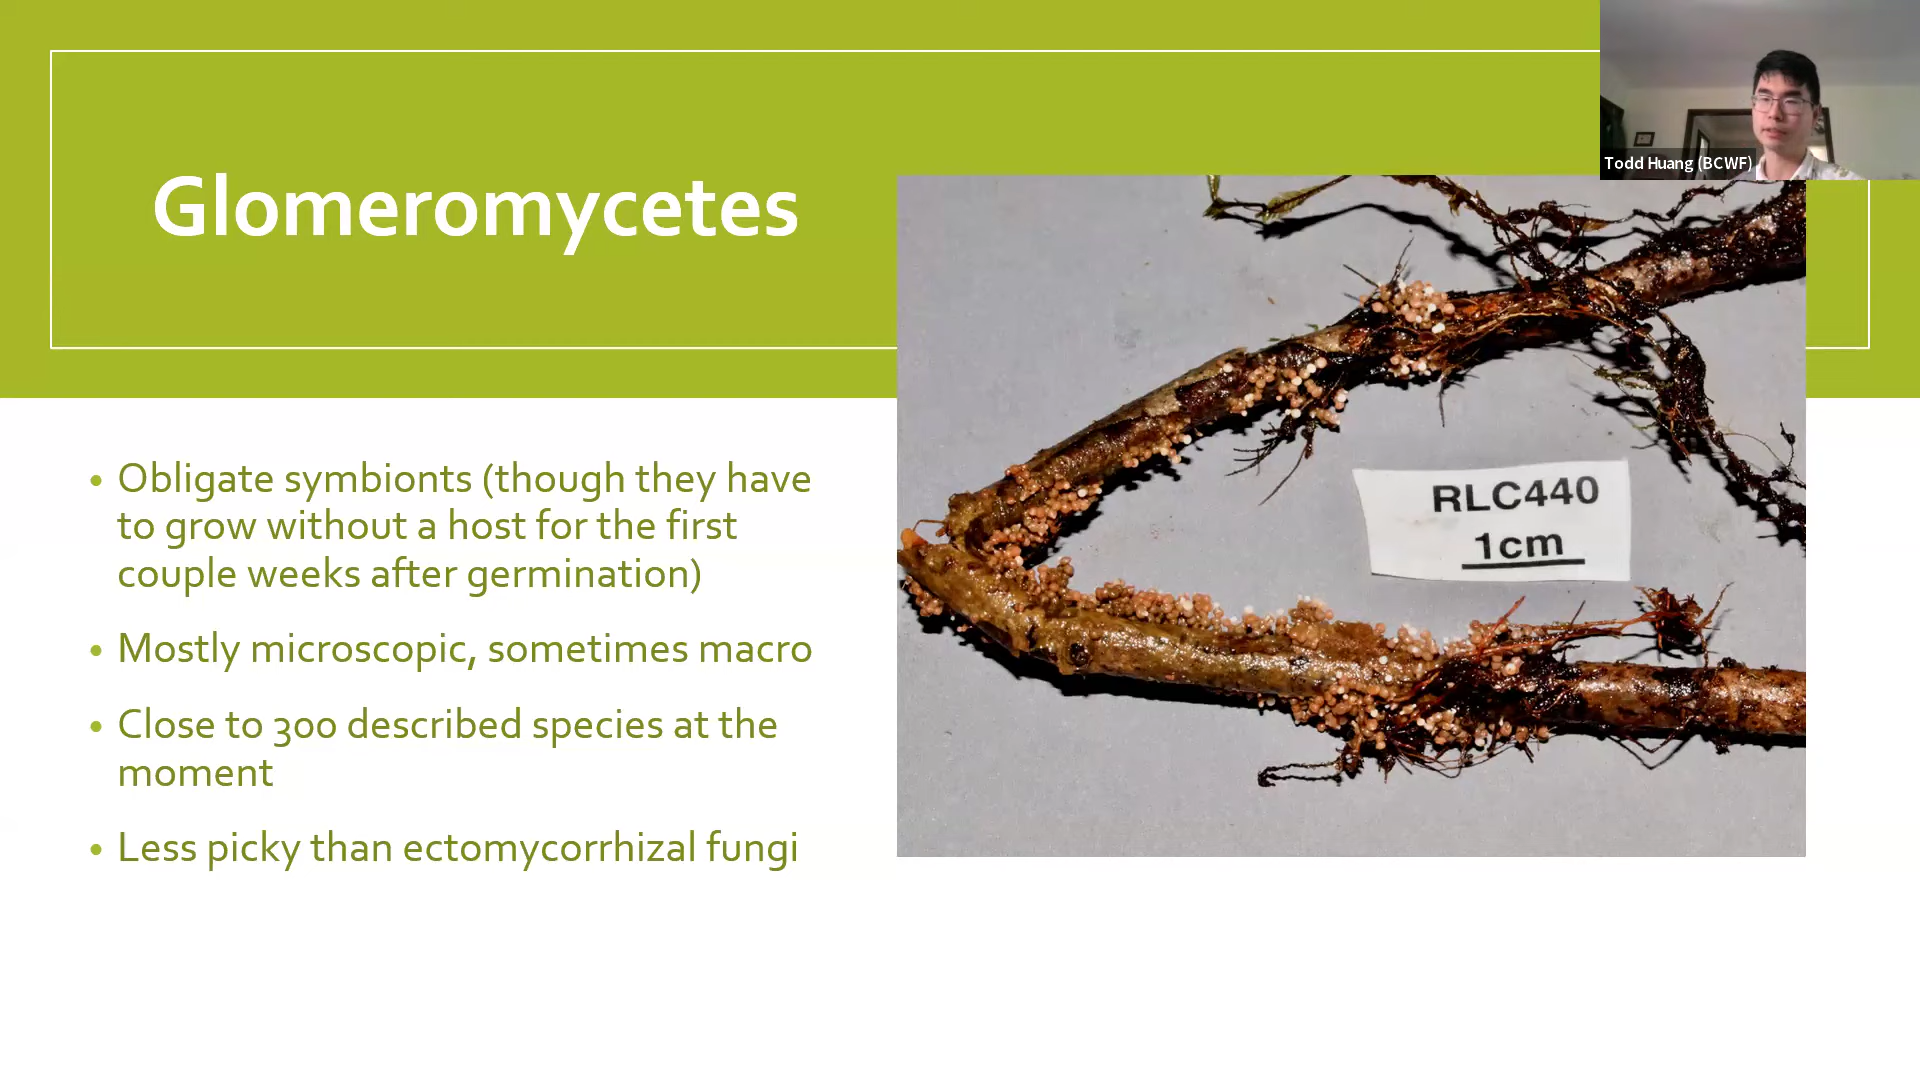 Todd Huang (BCWF)
Glomeromycetes
• Obligate symbionts (though they have
to grow without a host for the first
couple weeks after germination)
• Mostly microscopic, sometimes macro
• Close to 300 described species at the
moment
• Less picky than ectomycorrhizal fungi
RLC440
1cm